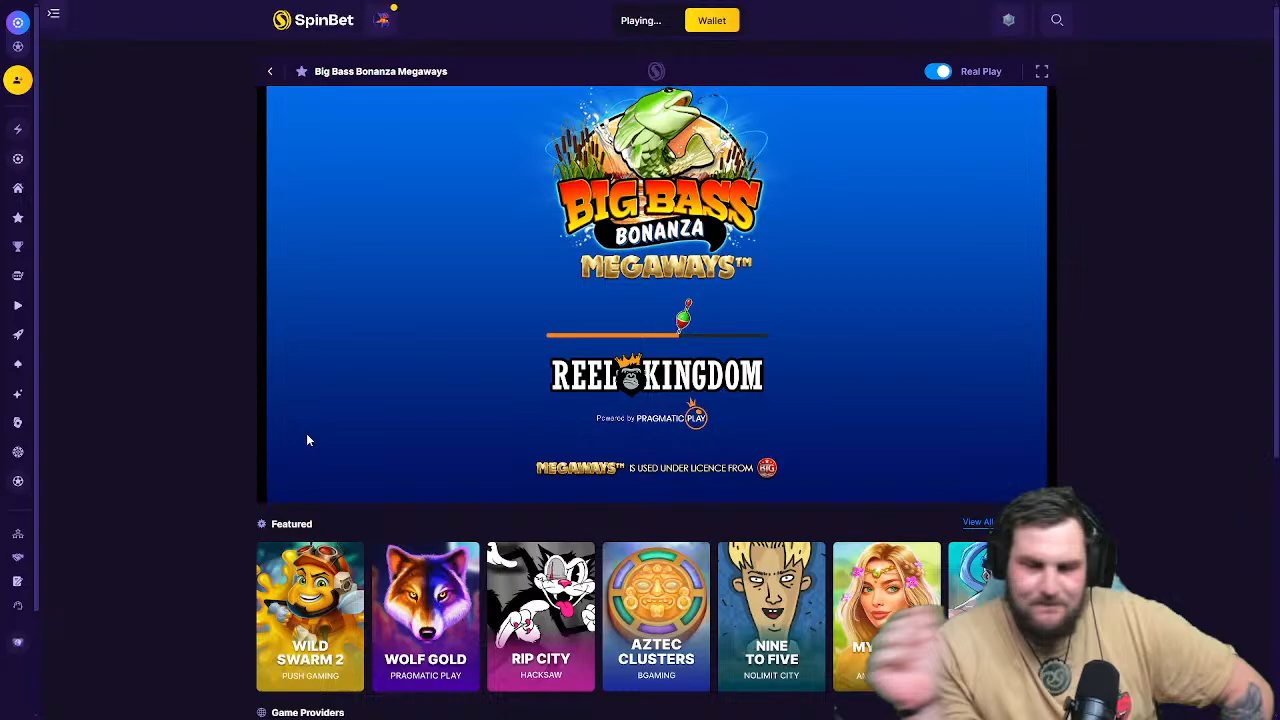 SpinBet
Playing...
Wallet
Big Bass Bonanza Megaways
Real Play
BIG BASS
BONANZA
MEGAWAYS™
REEL KINGDOM
Powered by PRAGMATIC PLAY
MEGAWAYS™ IS USED UNDER LICENCE FROM BIG
Featured
View All
WILD
SWARM 2
PUSH GAMING
WOLF GOLD
PRAGMATIC PLAY
RIP CITY
HACKSAW
AZTEC
CLUSTERS
BGAMING
NINE
TO FIVE
NOLIMIT CITY
Game Providers